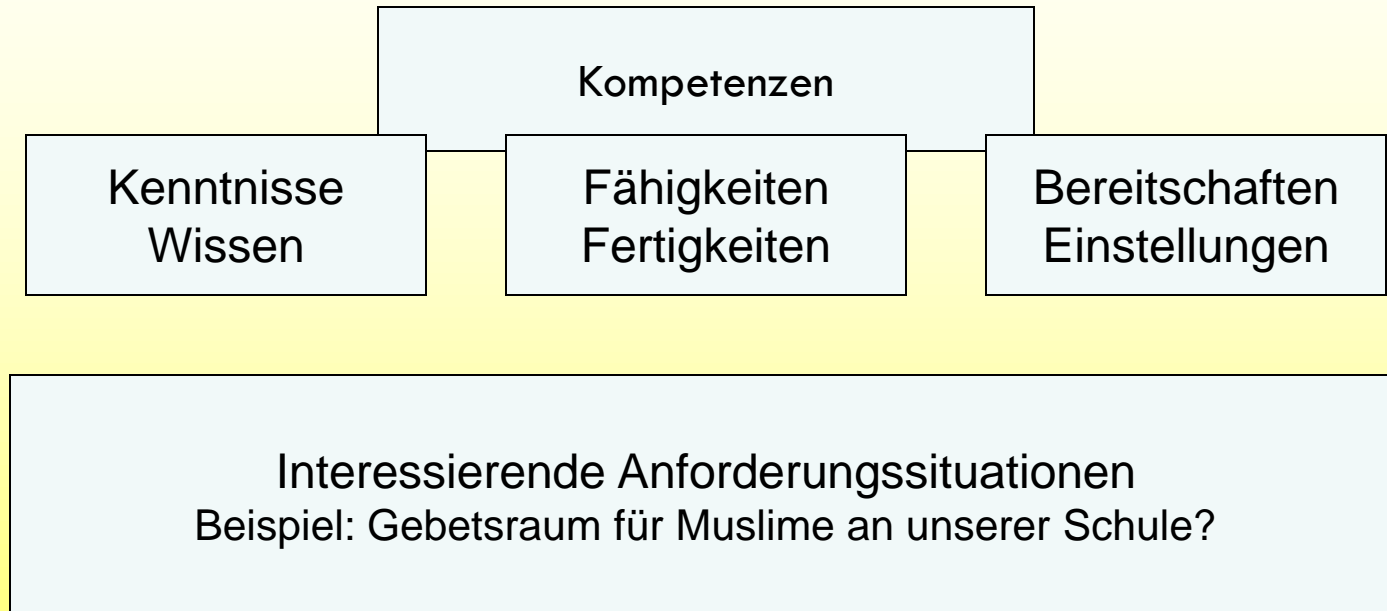 Kompetenzen
Kenntnisse
Wissen
Fähigkeiten
Fertigkeiten
Bereitschaften
Einstellungen
Interessierende Anforderungssituationen
Beispiel: Gebetsraum für Muslime an unserer Schule?